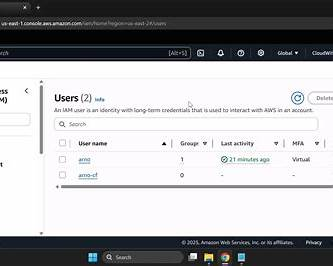 us-east-1.console.aws.amazon.com/iam/home?region=us-east-2#/users
Search [Alt+S] Global CloudWit
ess
M)
Users (2) Info
Delete
An IAM user is an identity with long-term credentials that is used to interact with AWS in an account.
Search
User name Groups Last activity MFA
arno 1 21 minutes ago Virtual
arno-cf 0 - -
t
© 2025, Amazon Web Services, Inc. or its affiliates. Privacy
Search